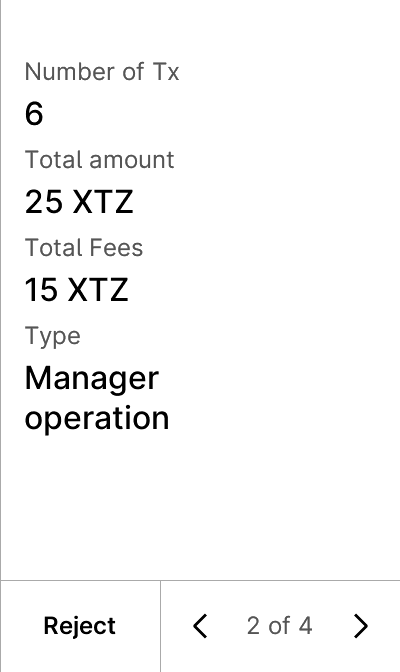 Number of Tx
6
Total amount
25 XTZ
Total Fees
15 XTZ
Type
Manager
operation
Reject
2 of 4